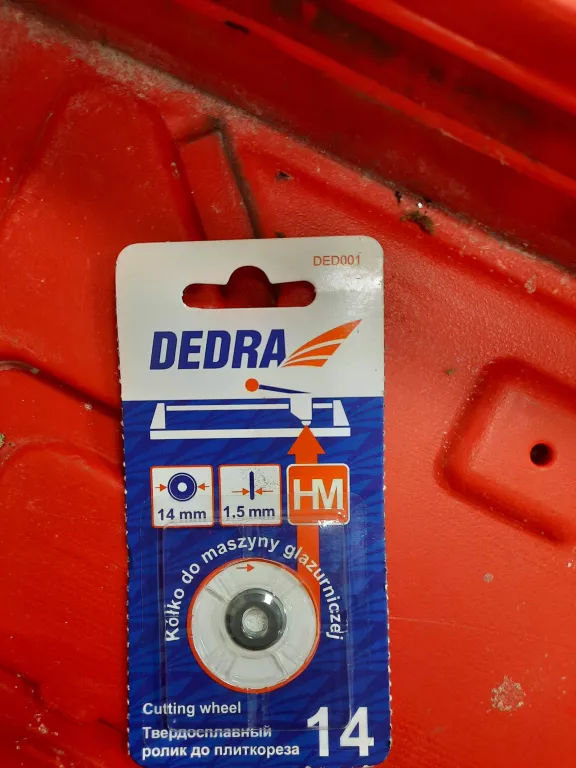 DED001
DEDRA
14 mm
1.5 mm
HM
Kółko do maszyny glazurniczej
Cutting wheel
Твердосплавный
ролик до плиткореза
14